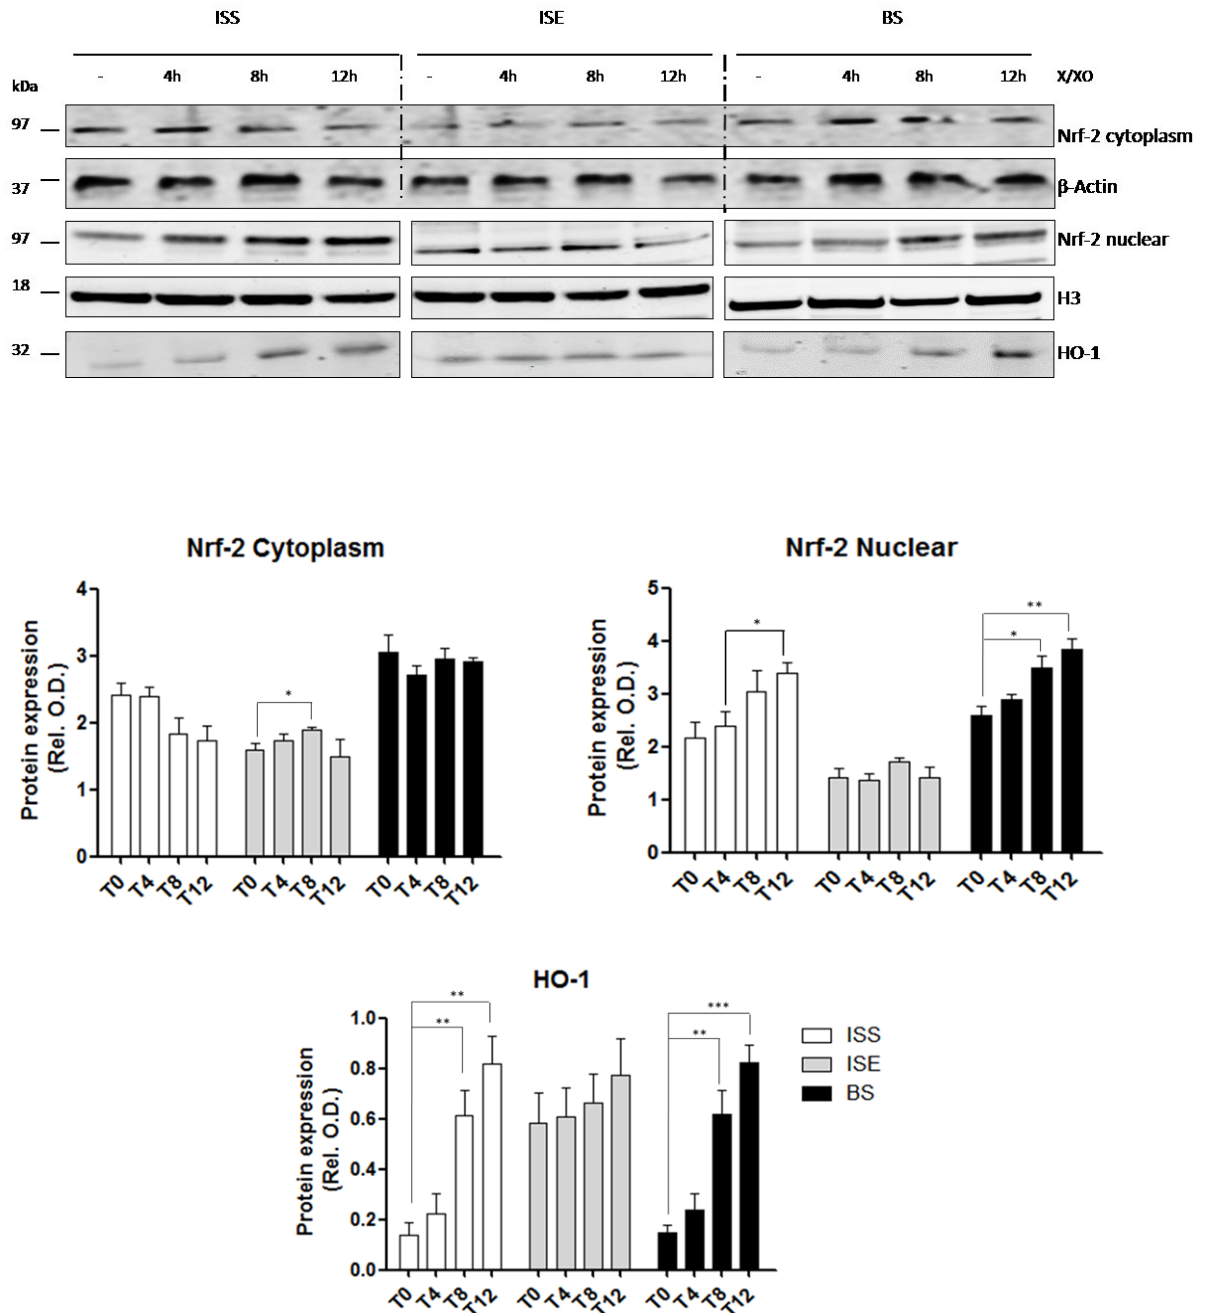 ISS ISE BS
- 4h 8h 12h - 4h 8h 12h - 4h 8h 12h X/XO
kDa
97 Nrf-2 cytoplasm
37 β-Actin
97 Nrf-2 nuclear
18 H3
32 HO-1
Nrf-2 Cytoplasm
Protein expression
(Rel. O.D.)
4
3
2
1
0
*
T0 T4 T8 T12 T0 T4 T8 T12 T0 T4 T8 T12
Nrf-2 Nuclear
Protein expression
(Rel. O.D.)
5
4
3
2
1
0
* * **
T0 T4 T8 T12 T0 T4 T8 T12 T0 T4 T8 T12
HO-1
Protein expression
(Rel. O.D.)
1.0
0.8
0.6
0.4
0.2
0.0
** ***
** **
T0 T4 T8 T12 T0 T4 T8 T12 T0 T4 T8 T12
ISS
ISE
BS